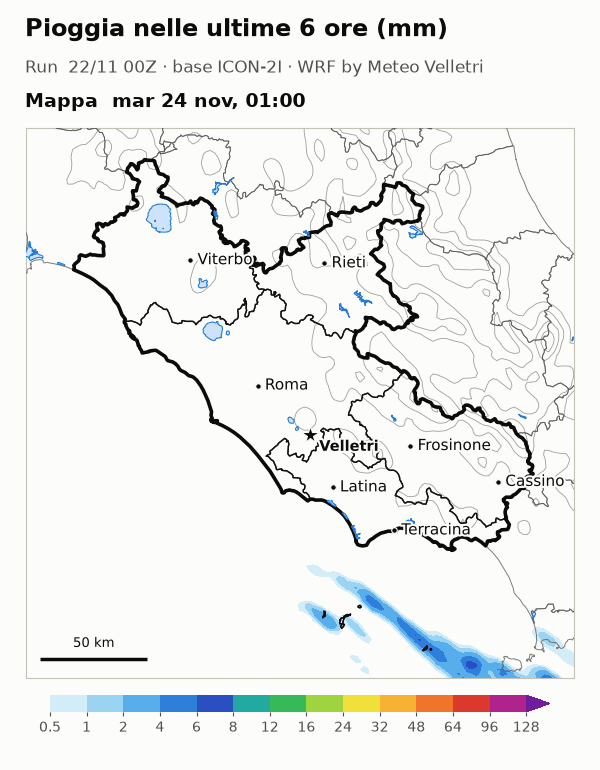 Pioggia nelle ultime 6 ore (mm)
Run 22/11 00Z · base ICON-2I · WRF by Meteo Velletri
Mappa mar 24 nov, 01:00
Viterbo
Rieti
Roma
Velletri
Frosinone
Cassino
Latina
Terracina
50 km
0.5 1 2 4 6 8 12 16 24 32 48 64 96 128